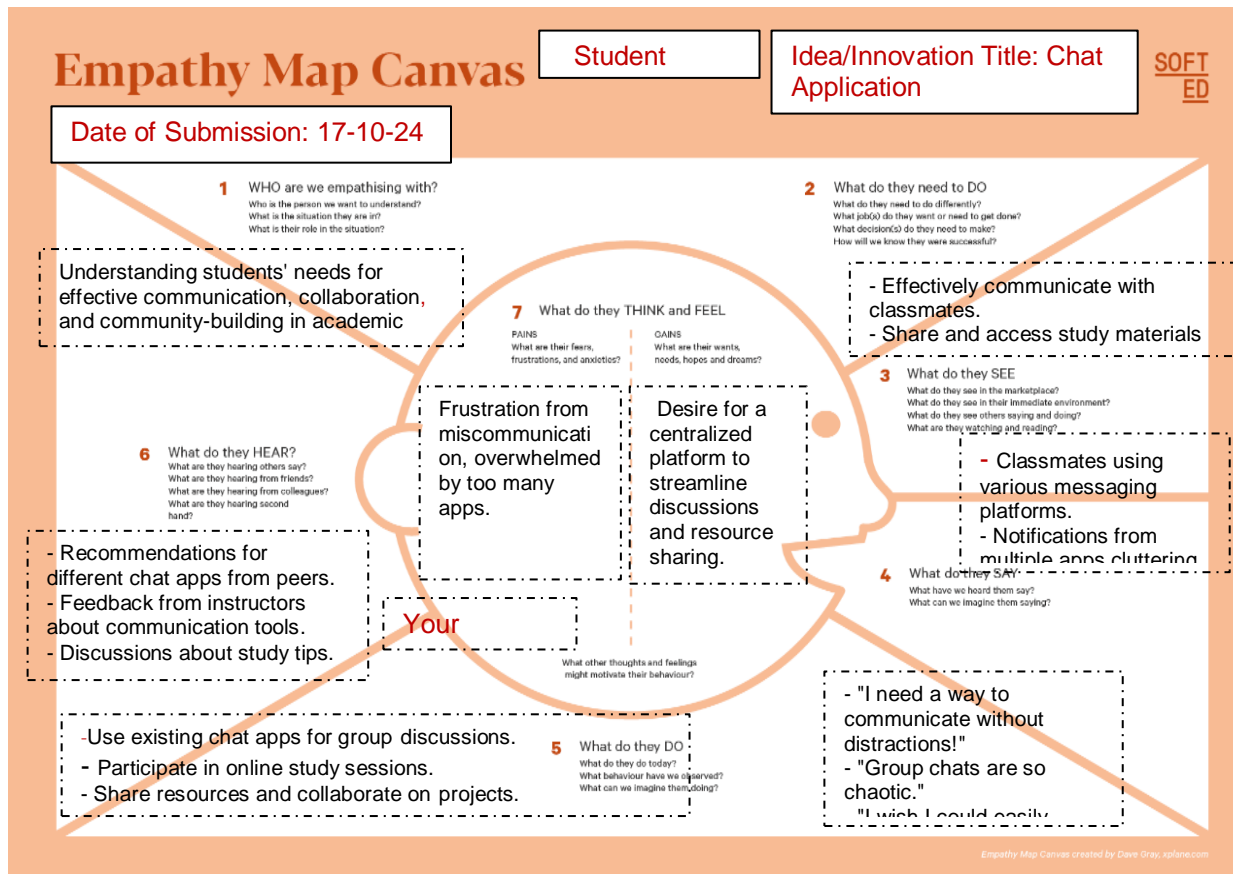 Empathy Map Canvas
Student
Idea/Innovation Title: Chat
Application
SOFT
ED
Date of Submission: 17-10-24
1 WHO are we empathising with?
Who is the person we want to understand?
What is the situation they are in?
What is their role in the situation?
Understanding students' needs for
effective communication, collaboration,
and community-building in academic
2 What do they need to DO
What do they need to do differently?
What job(s) do they want or need to get done?
What decision(s) do they need to make?
How will we know they were successful?
- Effectively communicate with
classmates.
- Share and access study materials
3 What do they SEE
What do they see in the marketplace?
What do they see in their immediate environment?
What do they see others saying and doing?
What are they watching and reading?
- Classmates using
various messaging
platforms.
- Notifications from
multiple apps cluttering
4 What do they SAY
What have we heard them say?
What can we imagine them saying?
- "I need a way to
communicate without
distractions!"
- "Group chats are so
chaotic."
- "I wish I could easily
5 What do they DO
What do they do today?
What behaviour have we observed?
What can we imagine them doing?
-Use existing chat apps for group discussions.
- Participate in online study sessions.
- Share resources and collaborate on projects.
6 What do they HEAR?
What are they hearing others say?
What are they hearing from friends?
What are they hearing from colleagues?
What are they hearing second
hand?
- Recommendations for
different chat apps from peers.
- Feedback from instructors
about communication tools.
- Discussions about study tips.
7 What do they THINK and FEEL
PAINS
What are their fears,
frustrations, and anxieties?
GAINS
What are their wants,
needs, hopes and dreams?
Frustration from
miscommunicati
on, overwhelmed
by too many
apps.
Desire for a
centralized
platform to
streamline
discussions
and resource
sharing.
Your
What other thoughts and feelings
might motivate their behaviour?
Empathy Map Canvas created by Dave Gray, xplane.com